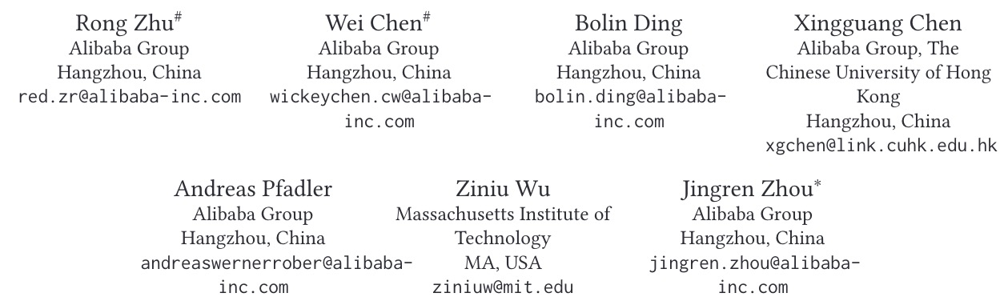 Rong Zhu#
Alibaba Group
Hangzhou, China
red.zr@alibaba-inc.com
Wei Chen#
Alibaba Group
Hangzhou, China
wickeychen.cw@alibaba-
inc.com
Bolin Ding
Alibaba Group
Hangzhou, China
bolin.ding@alibaba-
inc.com
Xingguang Chen
Alibaba Group, The
Chinese University of Hong
Kong
Hangzhou, China
xgchen@link.cuhk.edu.hk
Andreas Pfadler
Alibaba Group
Hangzhou, China
andreaswernerrober@alibaba-
inc.com
Ziniu Wu
Massachusetts Institute of
Technology
MA, USA
ziniuw@mit.edu
Jingren Zhou*
Alibaba Group
Hangzhou, China
jingren.zhou@alibaba-
inc.com